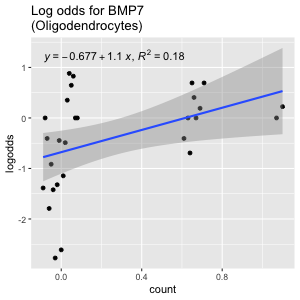 Log odds for BMP7
(Oligodendrocytes)
y = −0.677 + 1.1 x, R² = 0.18
1
0
-1
-2
logodds
0.0 0.4 0.8
count